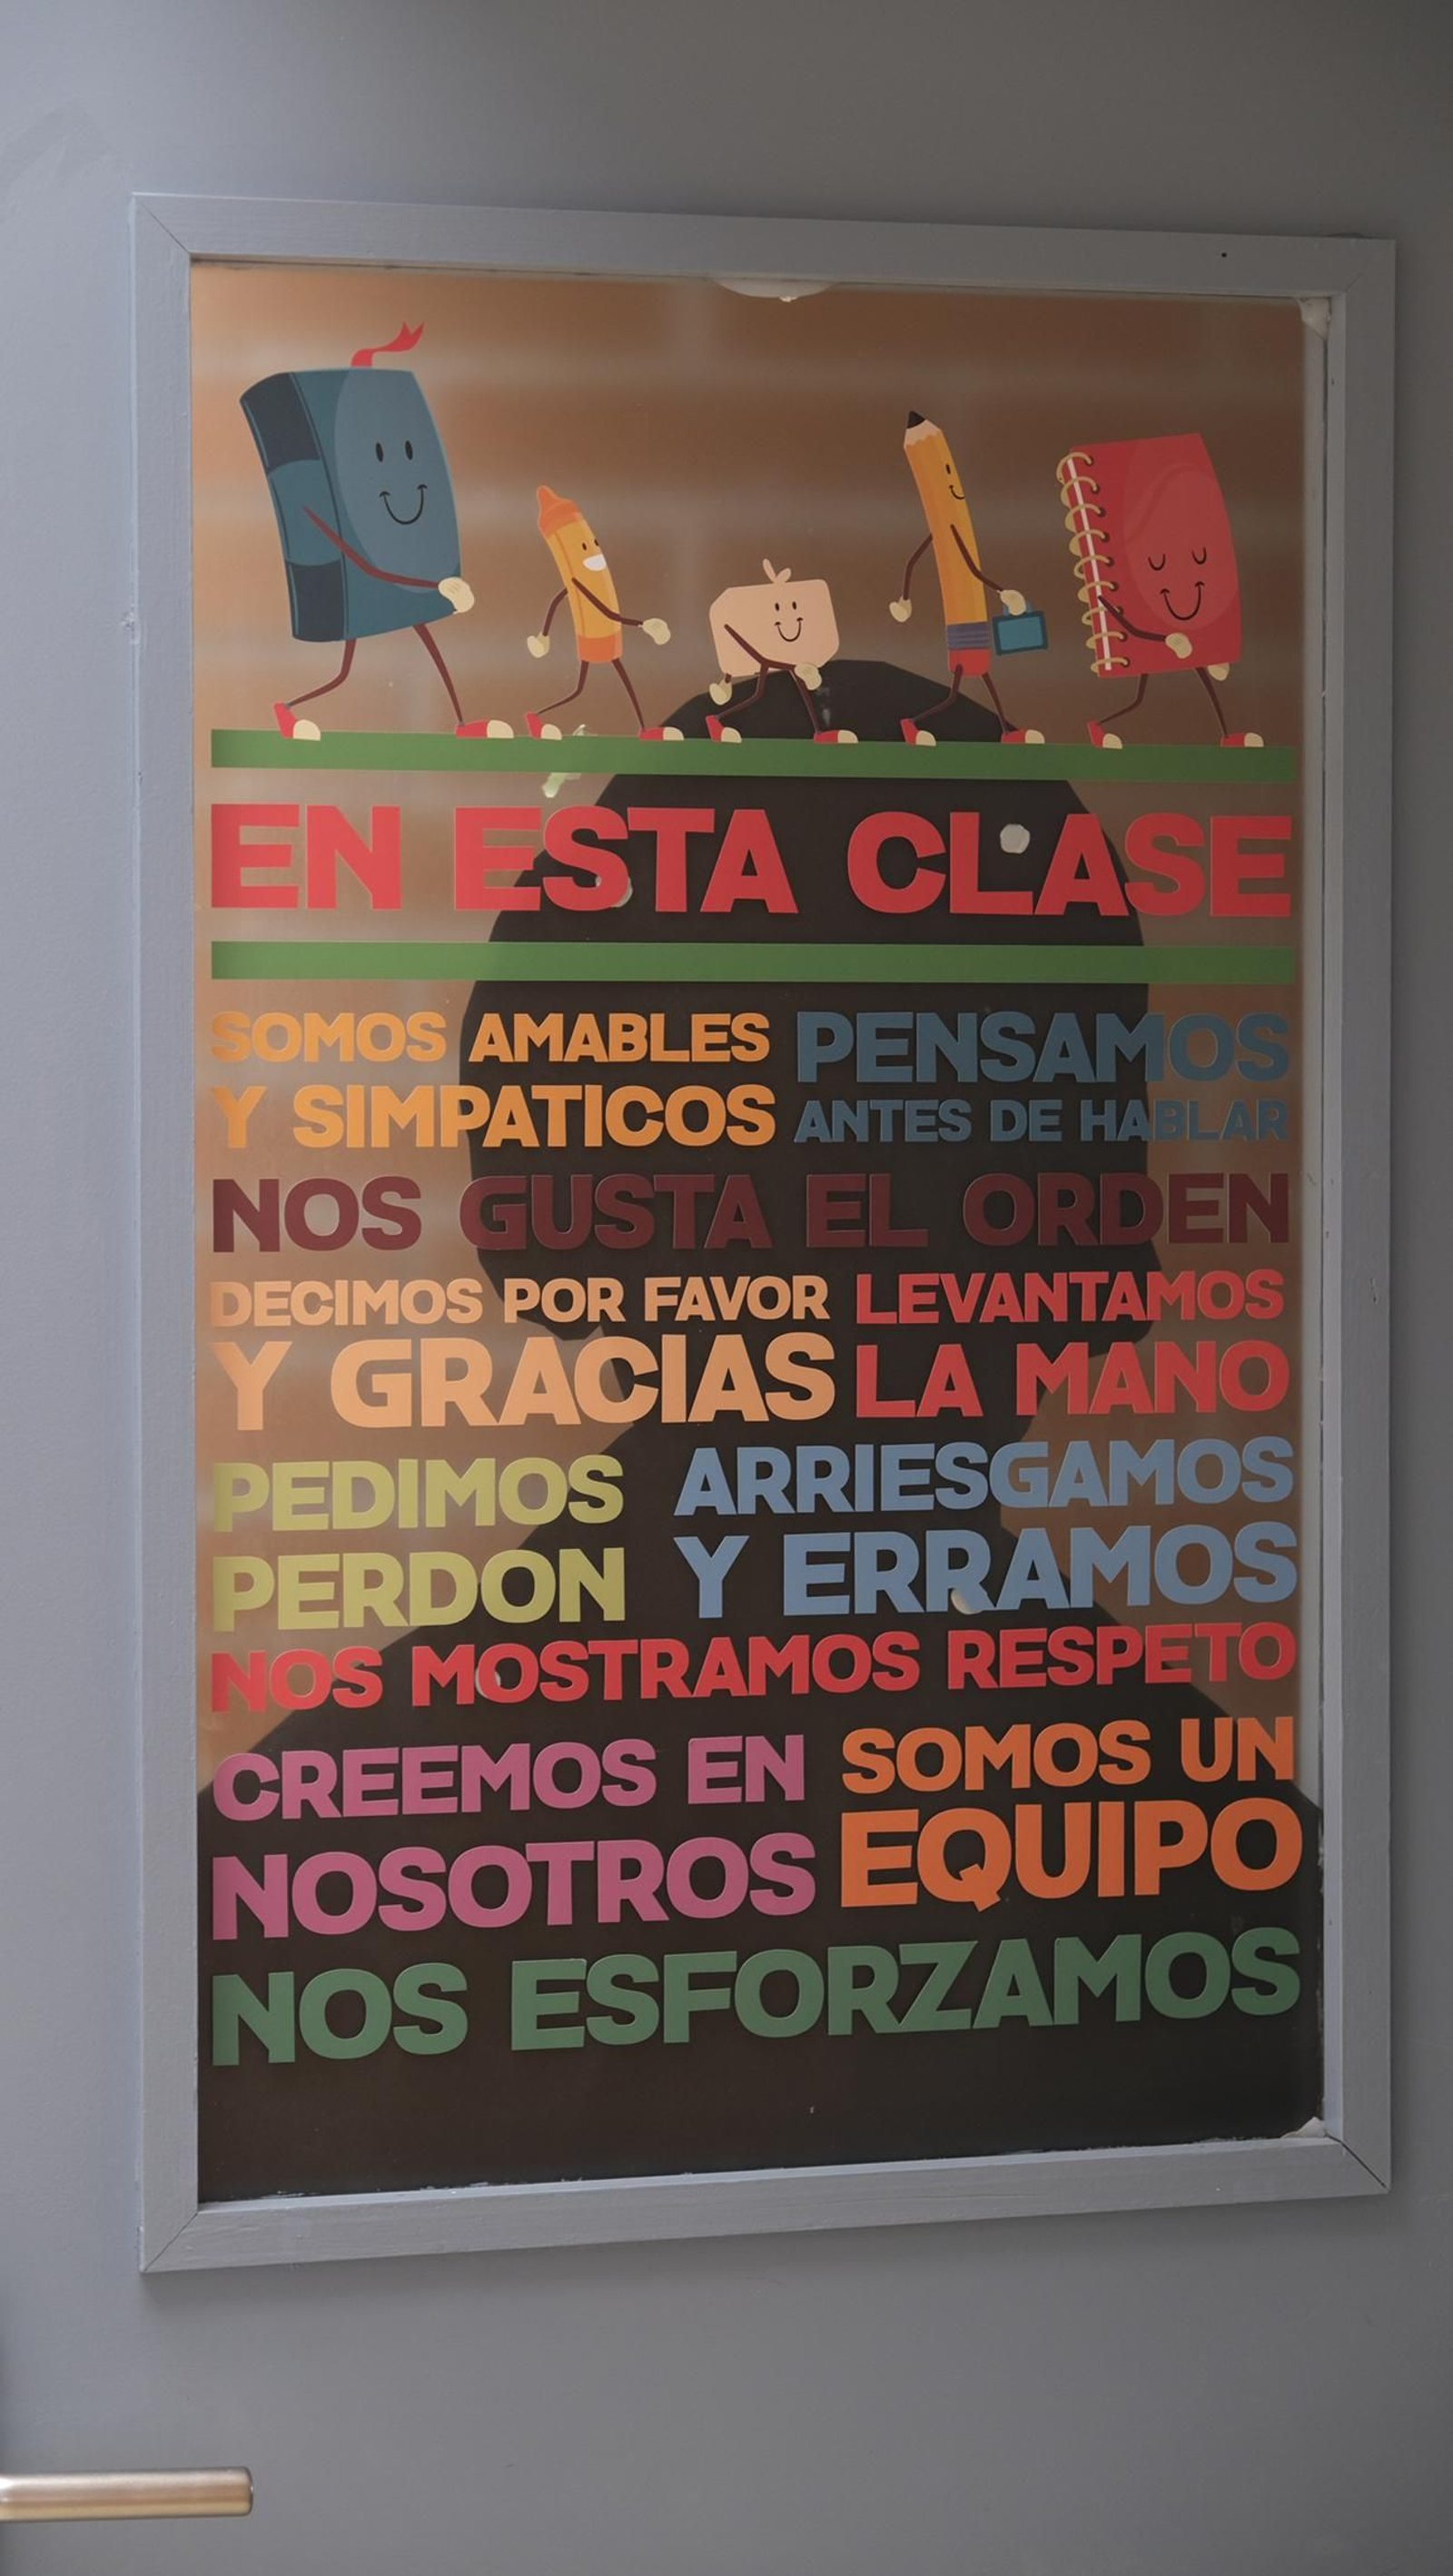 EN ESTA CLASE
SOMOS AMABLES
Y SIMPATICOS
PENSAMOS
ANTES DE HABLAR
NOS GUSTA EL ORDEN
DECIMOS POR FAVOR
Y GRACIAS
LEVANTAMOS
LA MANO
PEDIMOS
PERDON
ARRIESGAMOS
Y ERRAMOS
NOS MOSTRAMOS RESPETO
CREEMOS EN
NOSOTROS
SOMOS UN
EQUIPO
NOS ESFORZAMOS